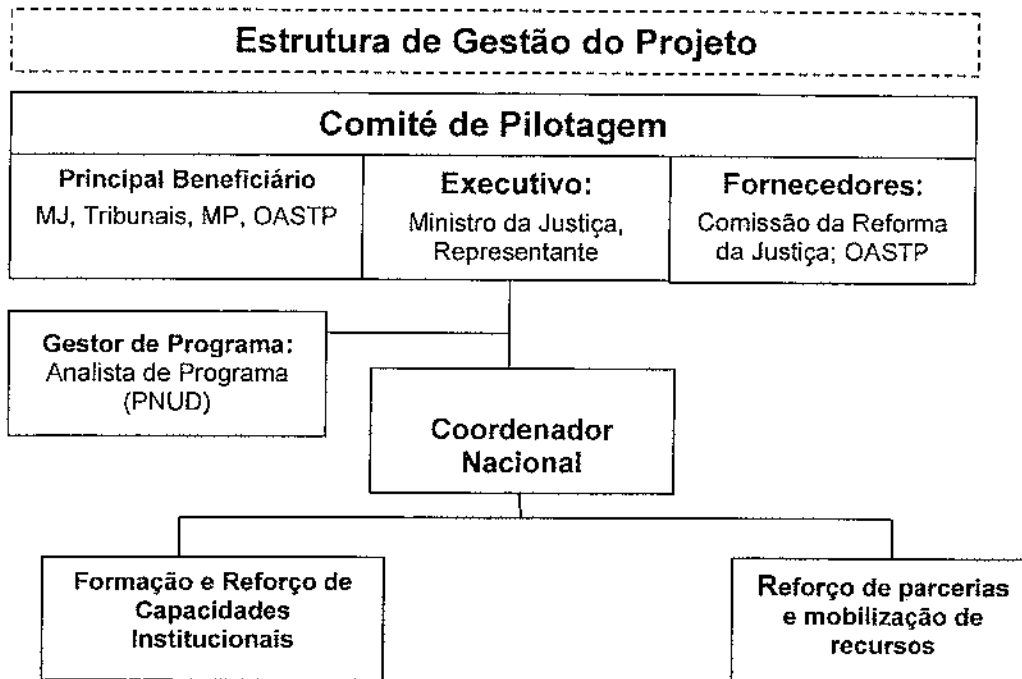 Estrutura de Gestão do Projeto
Comité de Pilotagem
Principal Beneficiário
MJ, Tribunais, MP, OASTP
Executivo:
Ministro da Justiça,
Representante
Fornecedores:
Comissão da Reforma
da Justiça; OASTP
Gestor de Programa:
Analista de Programa
(PNUD)
Coordenador
Nacional
Formação e Reforço de
Capacidades
Institucionais
Reforço de parcerias
e mobilização de
recursos